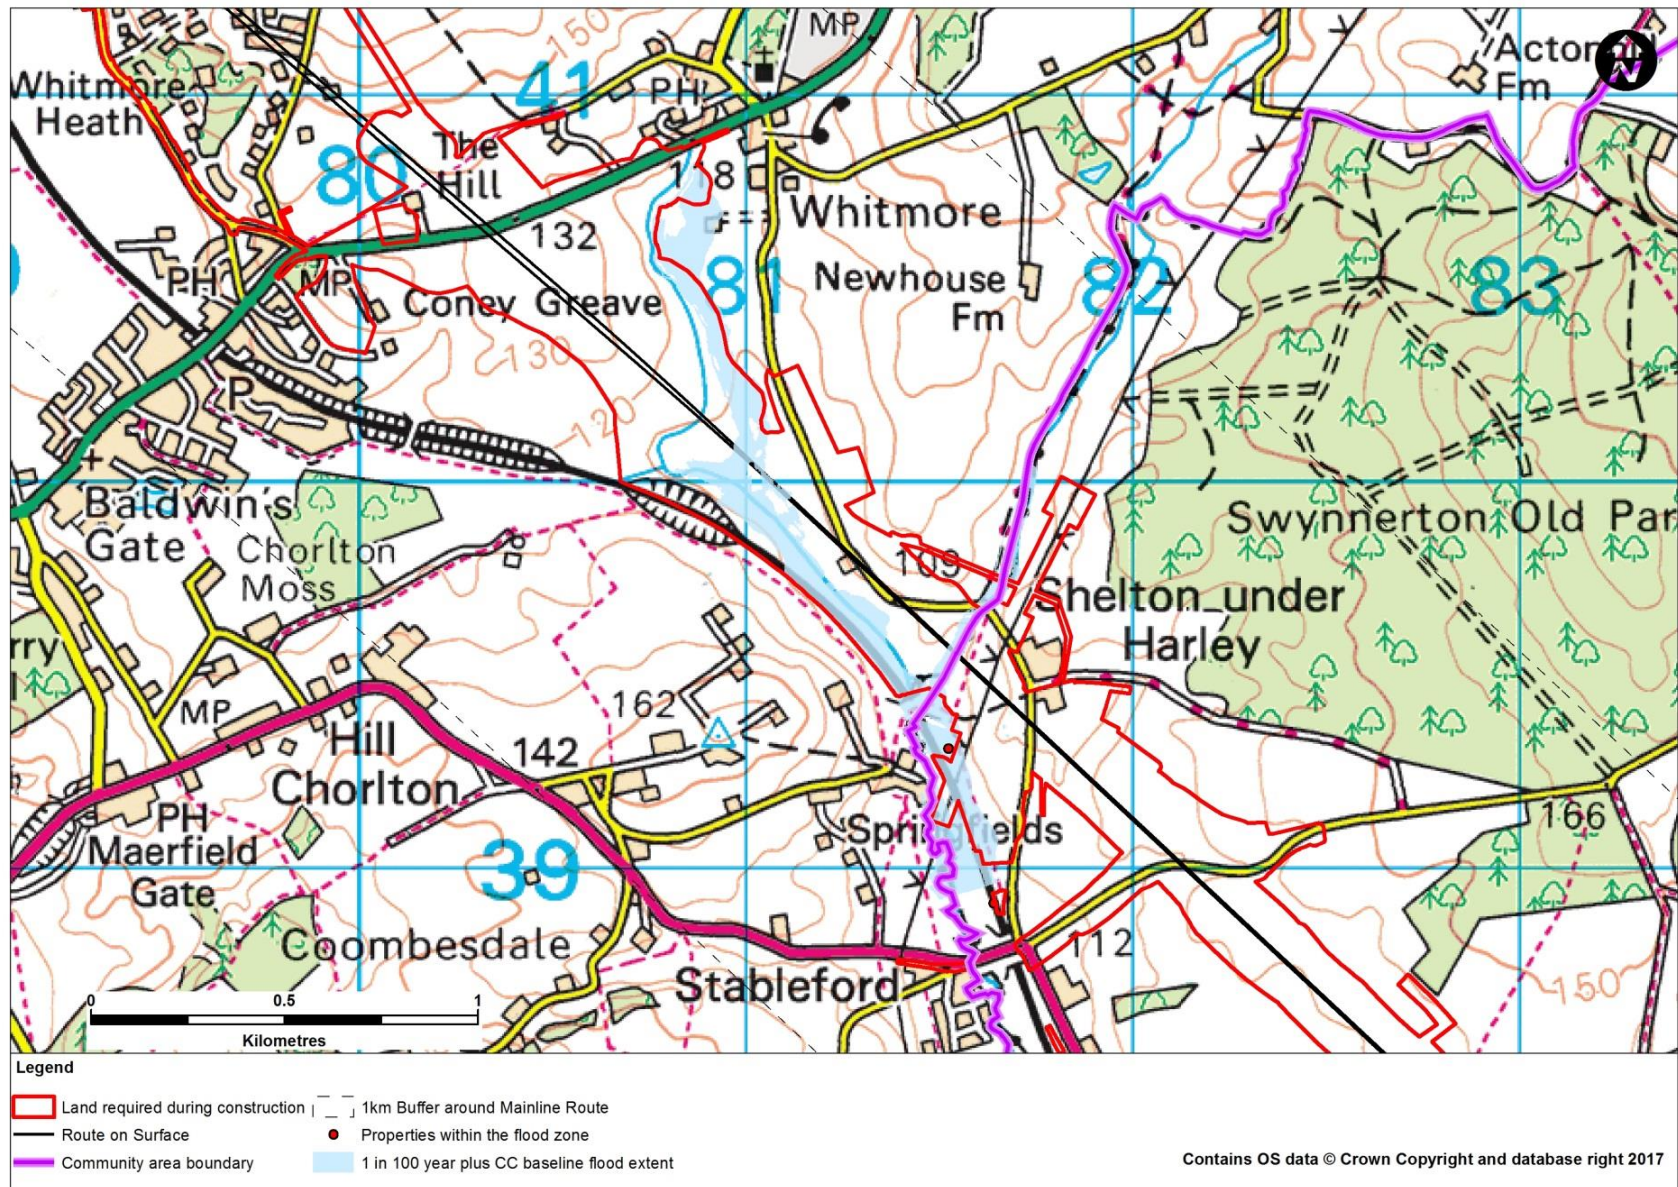 MP
150
Whitmore
Heath
41
PH
Acton
Fm
N
80
The
Hill
118
Whitmore
132
PH
MP
Coney Greave
81
Newhouse
Fm
82
83
130
P
120
Baldwin's
Gate
Chorlton
Moss
109
Swynnerton Old Par
Shelton under
Harley
rry
MP
162
Hill
Chorlton
142
PH
Maerfield
Gate
Springfields
166
39
Coombesdale
112
Stableford
150
0 0.5 1
Kilometres
Legend
Land required during construction
1km Buffer around Mainline Route
Route on Surface
Properties within the flood zone
Community area boundary
1 in 100 year plus CC baseline flood extent
Contains OS data © Crown Copyright and database right 2017